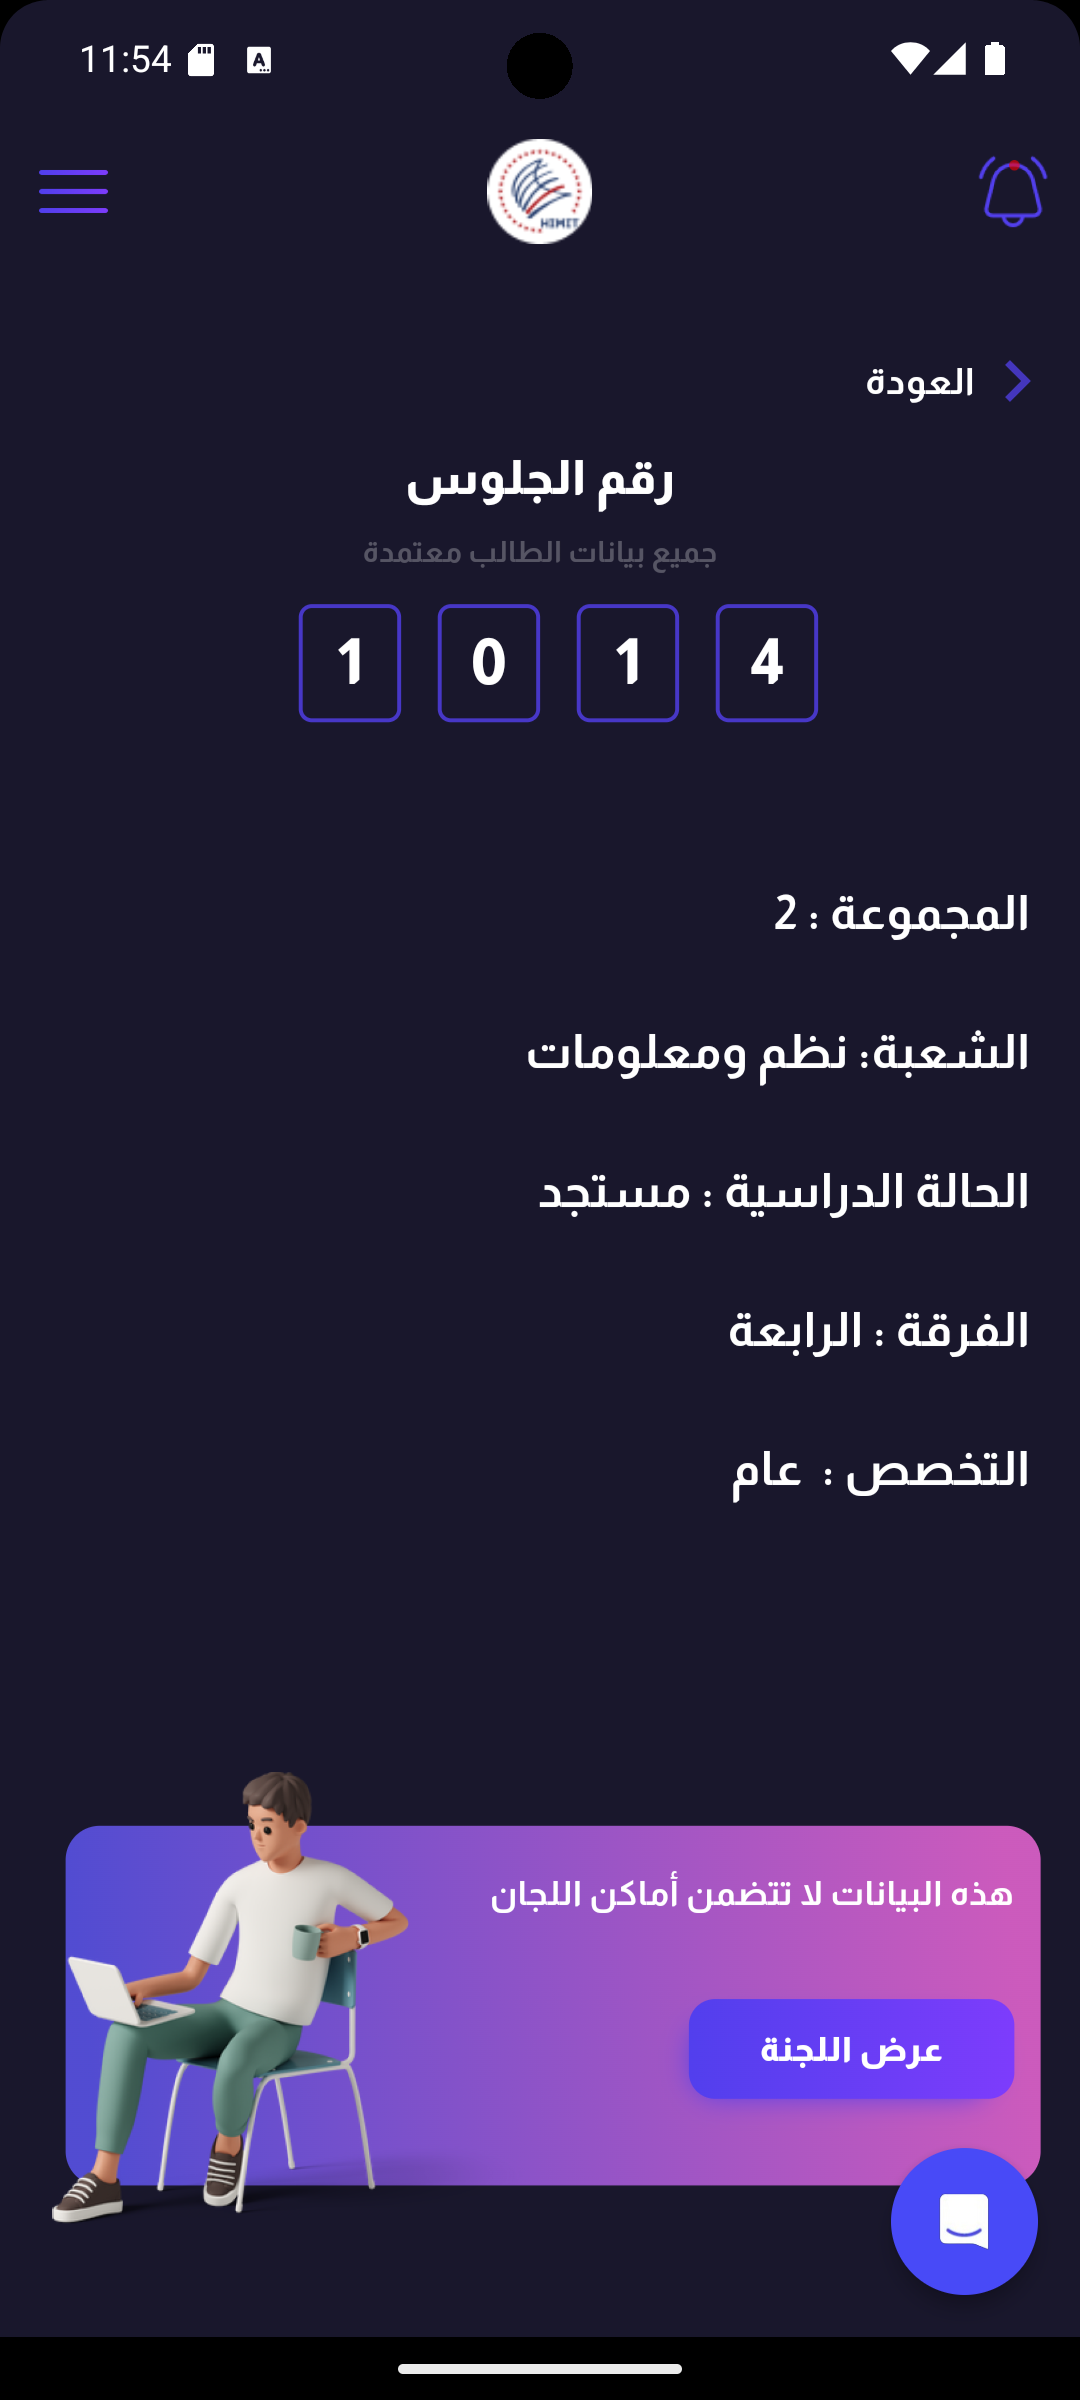 11:54
HIMIT
العودة
رقم الجلوس
جميع بيانات الطالب معتمدة
1 0 1 4
المجموعة : 2
الشعبة: نظم ومعلومات
الحالة الدراسية : مستجد
الفرقة : الرابعة
التخصص : عام
هذه البيانات لا تتضمن أماكن اللجان
عرض اللجنة